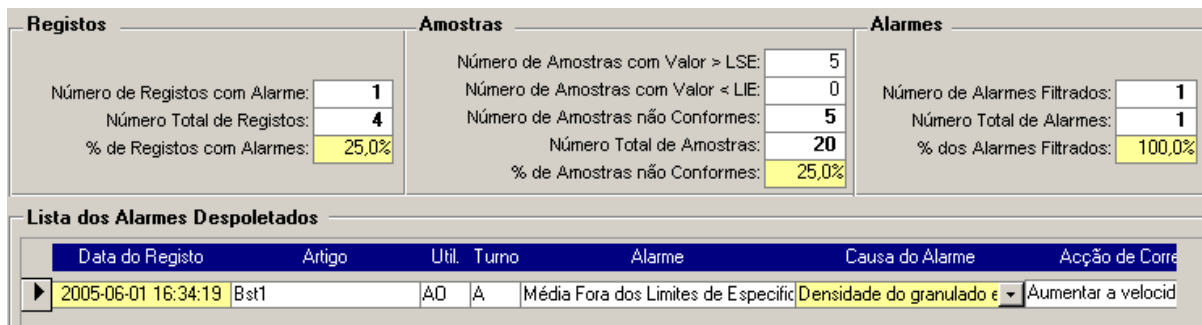 Registos
Número de Registos com Alarme: 1
Número Total de Registos: 4
% de Registos com Alarmes: 25,0%
Amostras
Número de Amostras com Valor > LSE: 5
Número de Amostras com Valor < LIE: 0
Número de Amostras não Conformes: 5
Número Total de Amostras: 20
% de Amostras não Conformes: 25,0%
Alarmes
Número de Alarmes Filtrados: 1
Número Total de Alarmes: 1
% dos Alarmes Filtrados: 100,0%
Lista dos Alarmes Despoletados
Data do Registo Artigo Util. Turno Alarme Causa do Alarme Acção de Corre
2005-06-01 16:34:19 Bst1 AO A Média Fora dos Limites de Especific Densidade do granulado e Aumentar a velocid